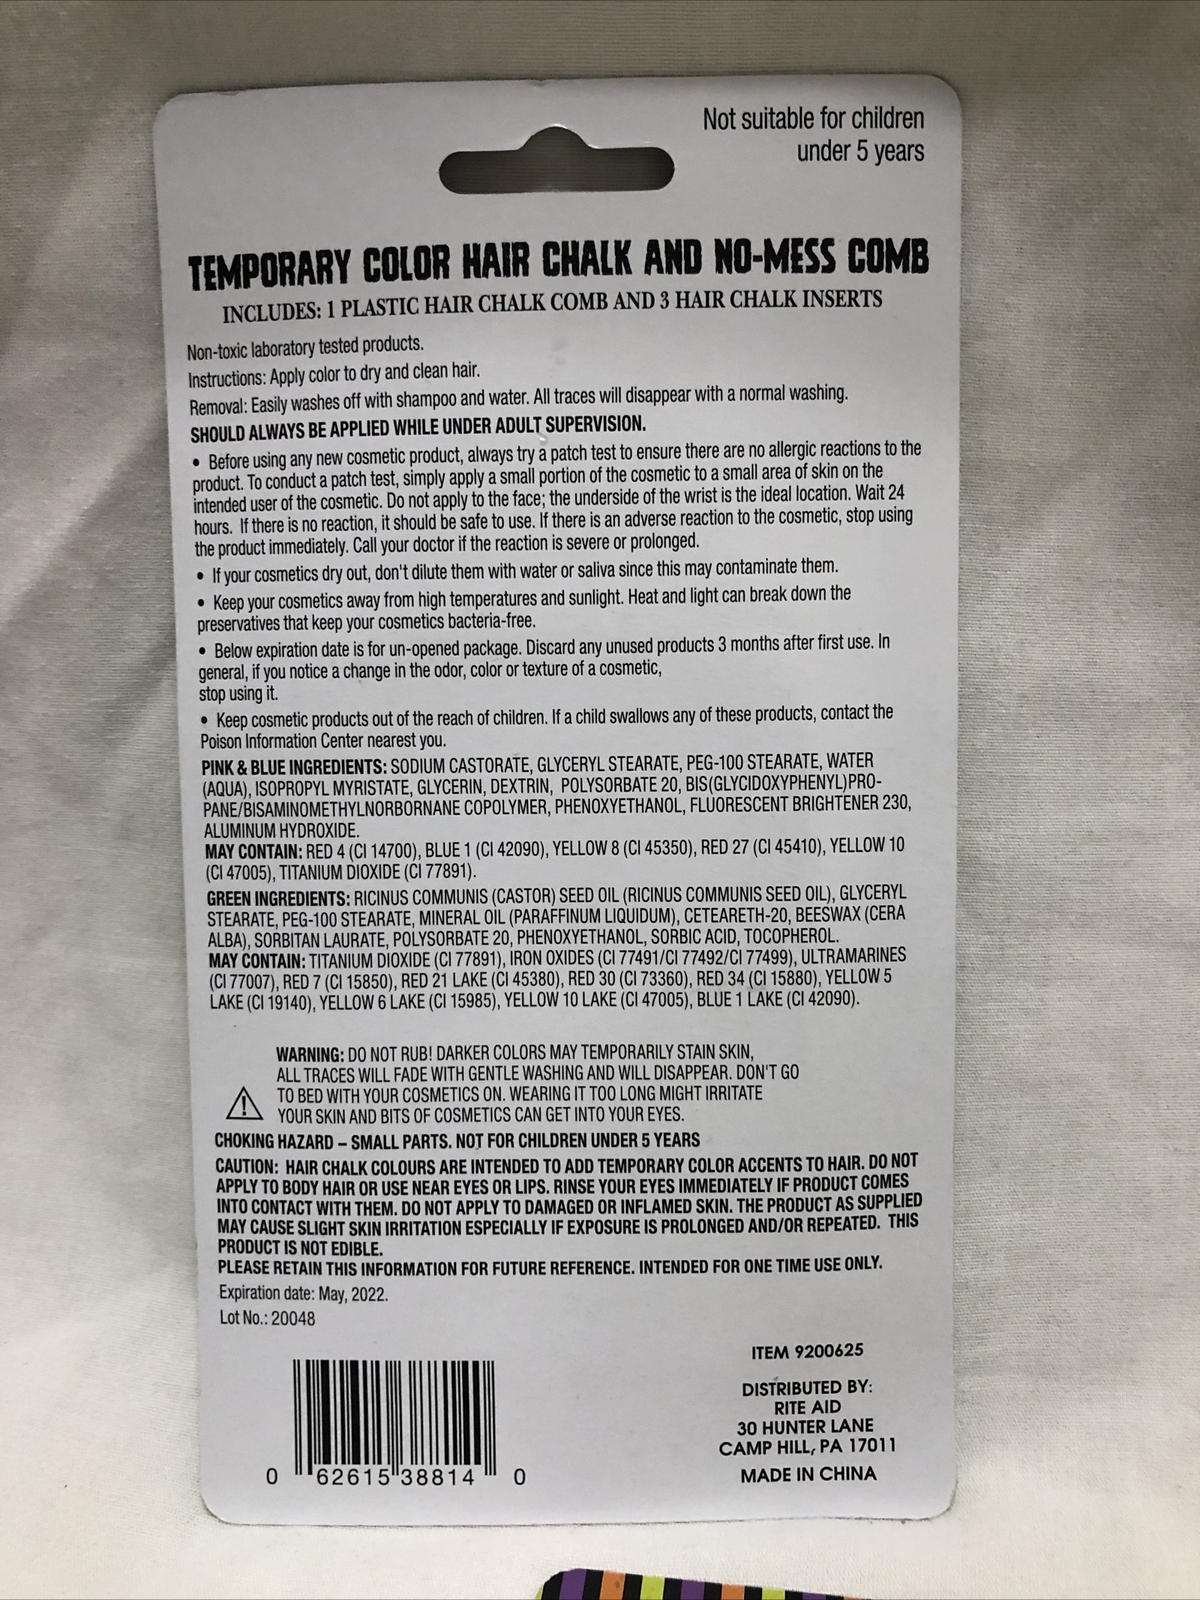 Not suitable for children
under 5 years
TEMPORARY COLOR HAIR CHALK AND NO-MESS COMB
INCLUDES: 1 PLASTIC HAIR CHALK COMB AND 3 HAIR CHALK INSERTS
Non-toxic laboratory tested products.
Instructions: Apply color to dry and clean hair.
Removal: Easily washes off with shampoo and water. All traces will disappear with a normal washing.
SHOULD ALWAYS BE APPLIED WHILE UNDER ADULT SUPERVISION.
• Before using any new cosmetic product, always try a patch test to ensure there are no allergic reactions to the
product. To conduct a patch test, simply apply a small portion of the cosmetic to a small area of skin on the
intended user of the cosmetic. Do not apply to the face; the underside of the wrist is the ideal location. Wait 24
hours. If there is no reaction, it should be safe to use. If there is an adverse reaction to the cosmetic, stop using
the product immediately. Call your doctor if the reaction is severe or prolonged.
• If your cosmetics dry out, don't dilute them with water or saliva since this may contaminate them.
• Keep your cosmetics away from high temperatures and sunlight. Heat and light can break down the
preservatives that keep your cosmetics bacteria-free.
• Below expiration date is for un-opened package. Discard any unused products 3 months after first use. In
general, if you notice a change in the odor, color or texture of a cosmetic,
stop using it.
• Keep cosmetic products out of the reach of children. If a child swallows any of these products, contact the
Poison Information Center nearest you.
PINK & BLUE INGREDIENTS: SODIUM CASTORATE, GLYCERYL STEARATE, PEG-100 STEARATE, WATER
(AQUA), ISOPROPYL MYRISTATE, GLYCERIN, DEXTRIN, POLYSORBATE 20, BIS(GLYCIDOXYPHENYL)PRO-
PANE/BISAMINOMETHYLNORBORNANE COPOLYMER, PHENOXYETHANOL, FLUORESCENT BRIGHTENER 230,
ALUMINUM HYDROXIDE.
MAY CONTAIN: RED 4 (CI 14700), BLUE 1 (CI 42090), YELLOW 8 (CI 45350), RED 27 (CI 45410), YELLOW 10
(CI 47005), TITANIUM DIOXIDE (CI 77891).
GREEN INGREDIENTS: RICINUS COMMUNIS (CASTOR) SEED OIL (RICINUS COMMUNIS SEED OIL), GLYCERYL
STEARATE, PEG-100 STEARATE, MINERAL OIL (PARAFFINUM LIQUIDUM), CETEARETH-20, BEESWAX (CERA
ALBA), SORBITAN LAURATE, POLYSORBATE 20, PHENOXYETHANOL, SORBIC ACID, TOCOPHEROL.
MAY CONTAIN: TITANIUM DIOXIDE (CI 77891), IRON OXIDES (CI 77491/CI 77492/CI 77499), ULTRAMARINES
(CI 77007), RED 7 (CI 15850), RED 21 LAKE (CI 45380), RED 30 (CI 73360), RED 34 (CI 15880), YELLOW 5
LAKE (CI 19140), YELLOW 6 LAKE (CI 15985), YELLOW 10 LAKE (CI 47005), BLUE 1 LAKE (CI 42090).
WARNING: DO NOT RUB! DARKER COLORS MAY TEMPORARILY STAIN SKIN,
ALL TRACES WILL FADE WITH GENTLE WASHING AND WILL DISAPPEAR. DON'T GO
TO BED WITH YOUR COSMETICS ON. WEARING IT TOO LONG MIGHT IRRITATE
YOUR SKIN AND BITS OF COSMETICS CAN GET INTO YOUR EYES.
CHOKING HAZARD – SMALL PARTS. NOT FOR CHILDREN UNDER 5 YEARS
CAUTION: HAIR CHALK COLOURS ARE INTENDED TO ADD TEMPORARY COLOR ACCENTS TO HAIR. DO NOT
APPLY TO BODY HAIR OR USE NEAR EYES OR LIPS. RINSE YOUR EYES IMMEDIATELY IF PRODUCT COMES
INTO CONTACT WITH THEM. DO NOT APPLY TO DAMAGED OR INFLAMED SKIN. THE PRODUCT AS SUPPLIED
MAY CAUSE SLIGHT SKIN IRRITATION ESPECIALLY IF EXPOSURE IS PROLONGED AND/OR REPEATED. THIS
PRODUCT IS NOT EDIBLE.
PLEASE RETAIN THIS INFORMATION FOR FUTURE REFERENCE. INTENDED FOR ONE TIME USE ONLY.
Expiration date: May, 2022.
Lot No.: 20048
ITEM 9200625
DISTRIBUTED BY:
RITE AID
30 HUNTER LANE
CAMP HILL, PA 17011
MADE IN CHINA
0 62615 38814 0